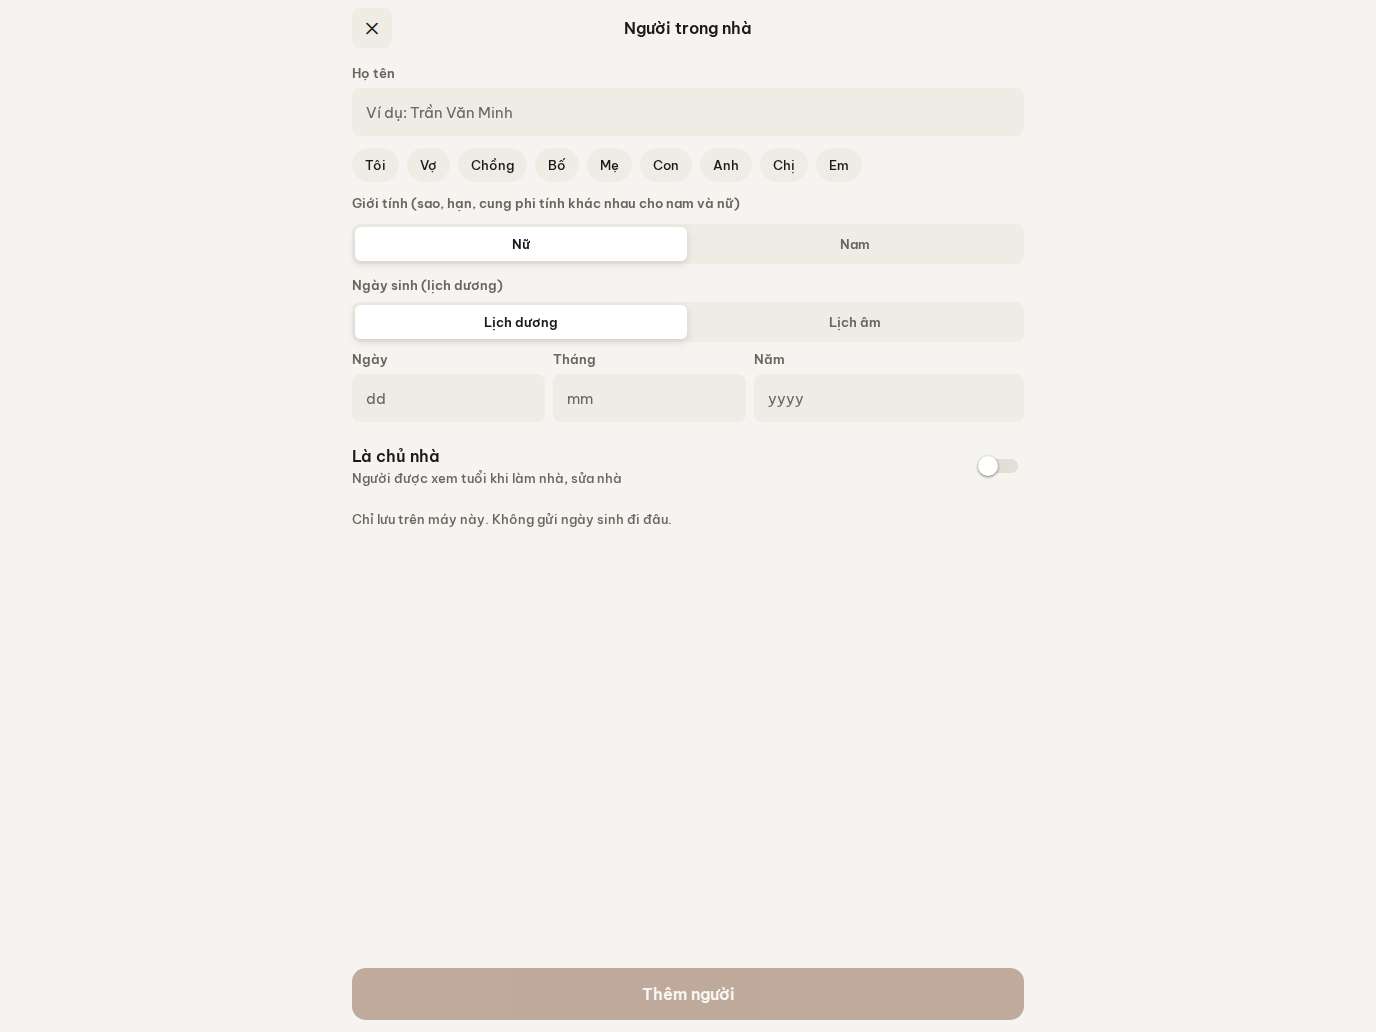 Người trong nhà
Họ tên
Ví dụ: Trần Văn Minh
Tôi Vợ Chồng Bố Mẹ Con Anh Chị Em
Giới tính (sao, hạn, cung phi tính khác nhau cho nam và nữ)
Nữ Nam
Ngày sinh (lịch dương)
Lịch dương Lịch âm
Ngày Tháng Năm
dd mm yyyy
Là chủ nhà
Người được xem tuổi khi làm nhà, sửa nhà
Chỉ lưu trên máy này. Không gửi ngày sinh đi đâu.
Thêm người